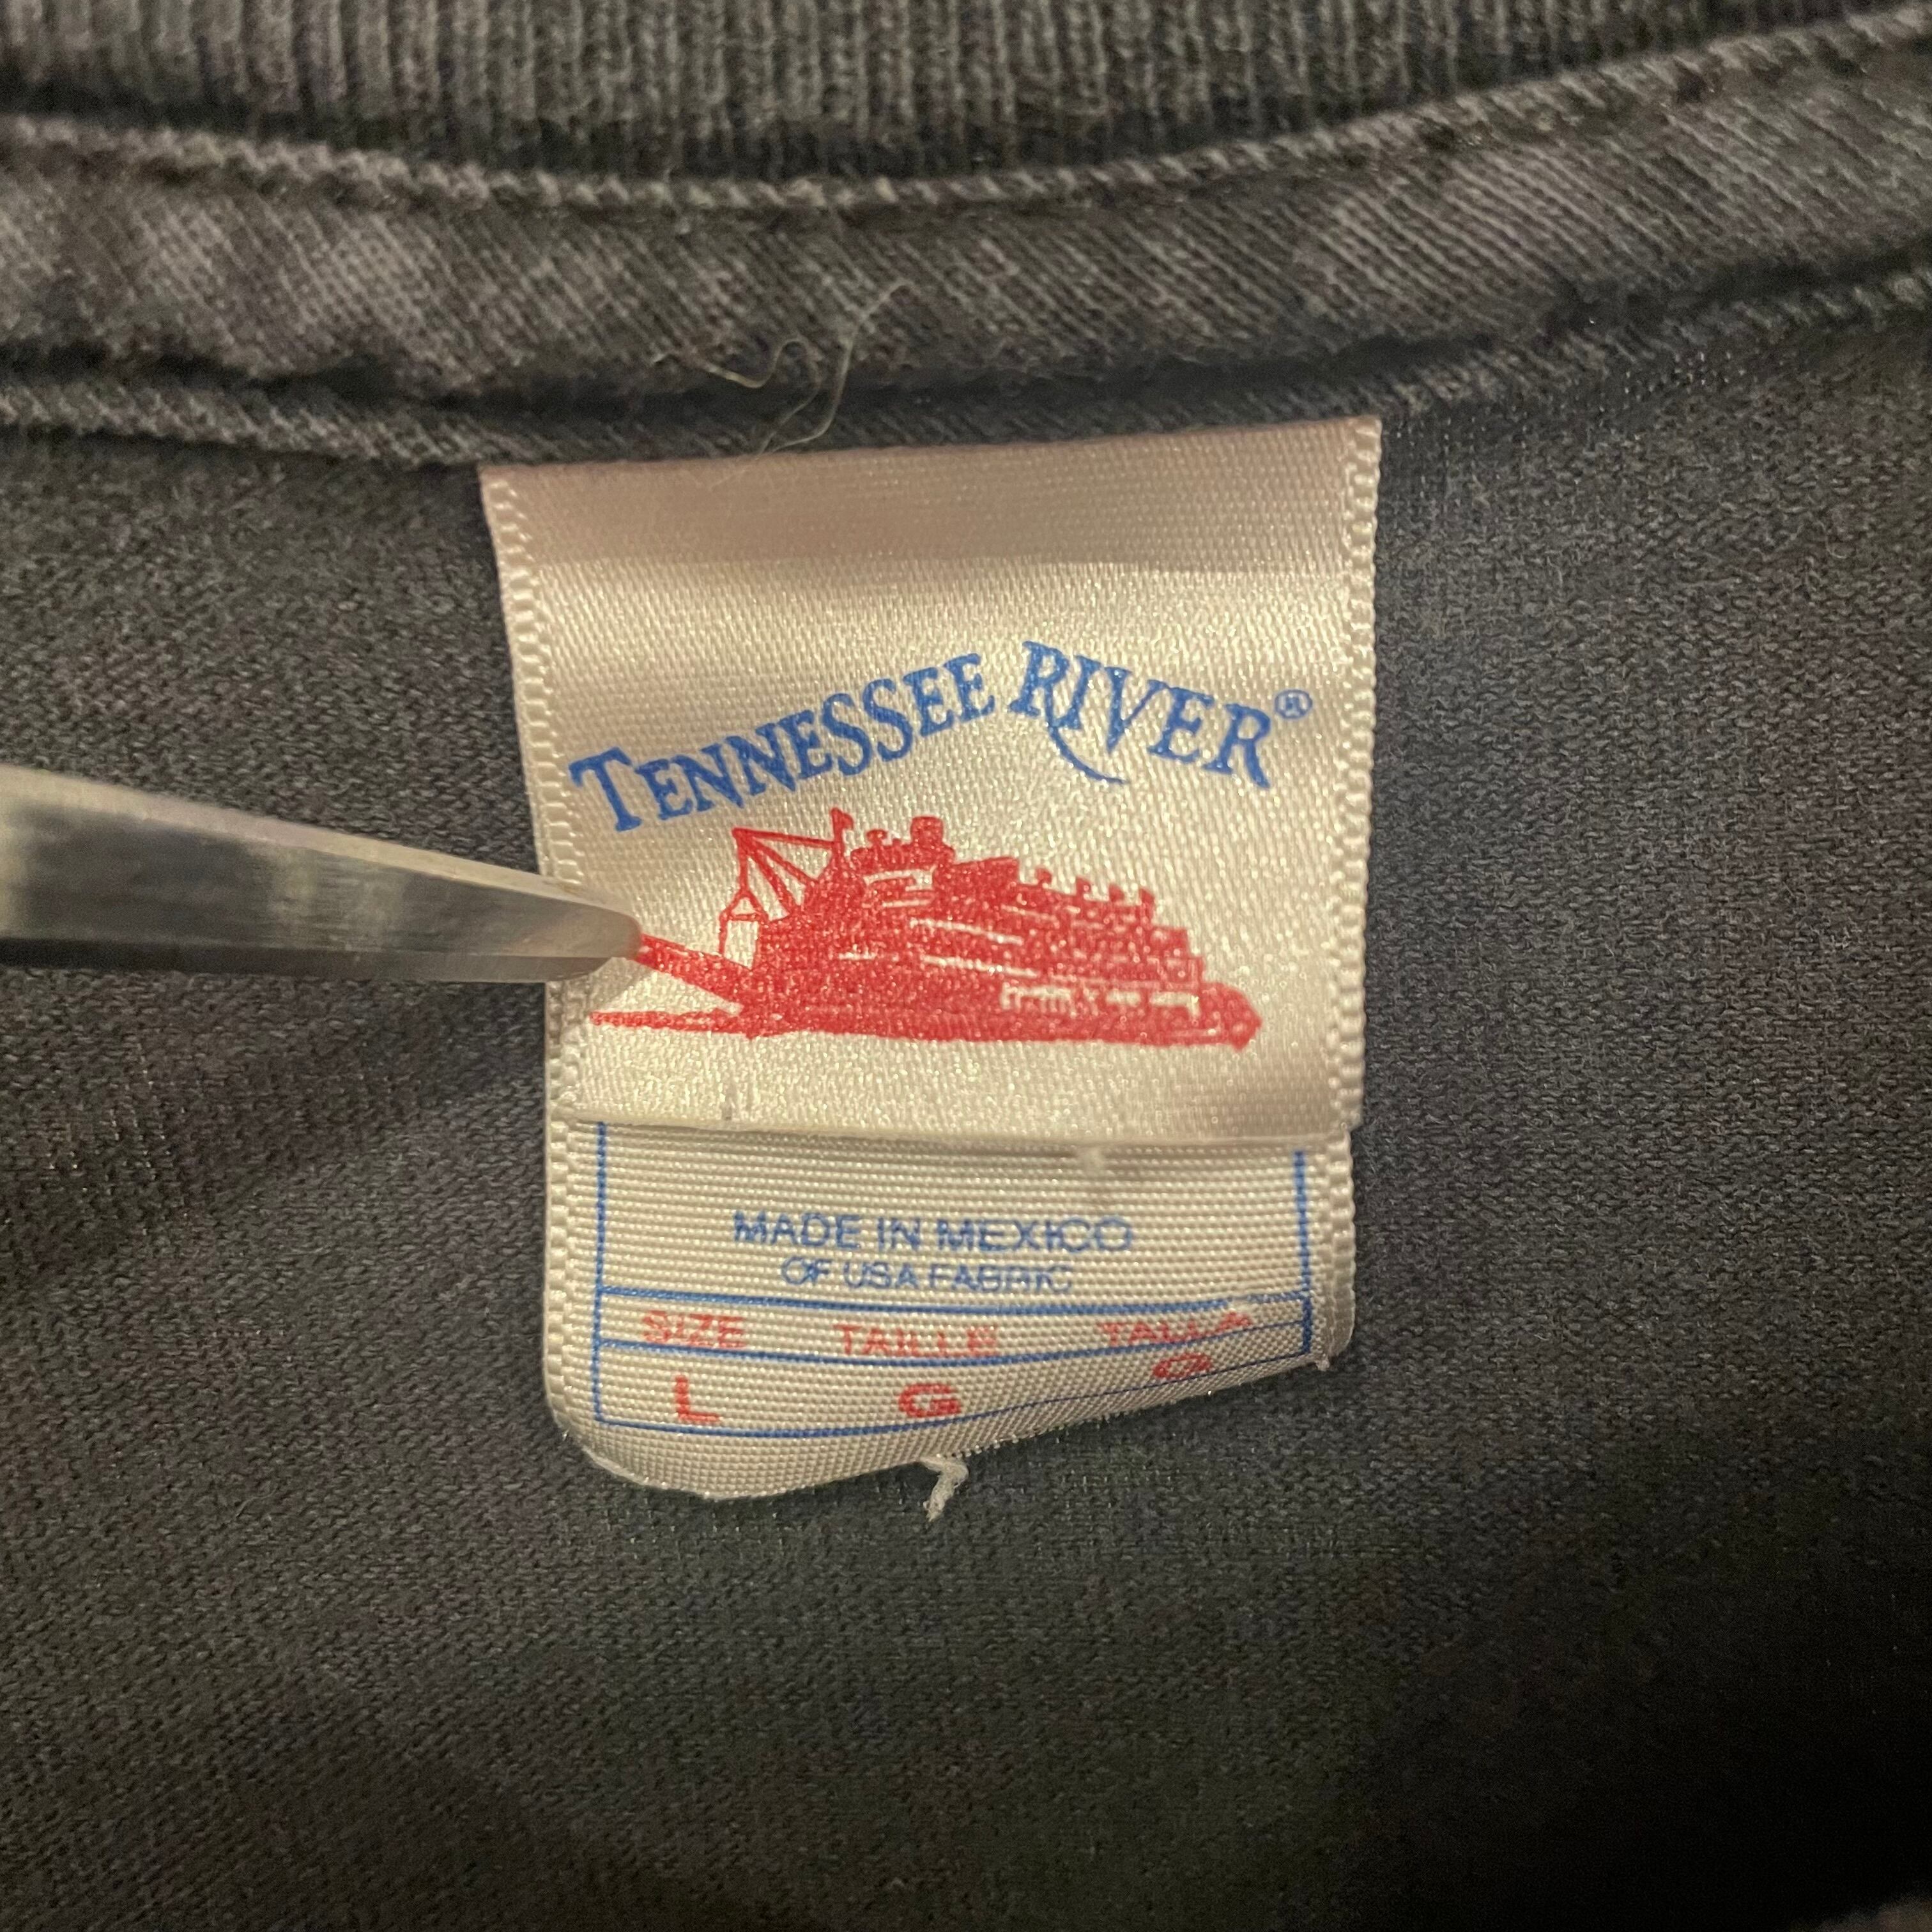 TENNESSEE RIVER®
MADE IN MEXICO
OF USA FABRIC
SIZE TAILLE TALLA
L G G